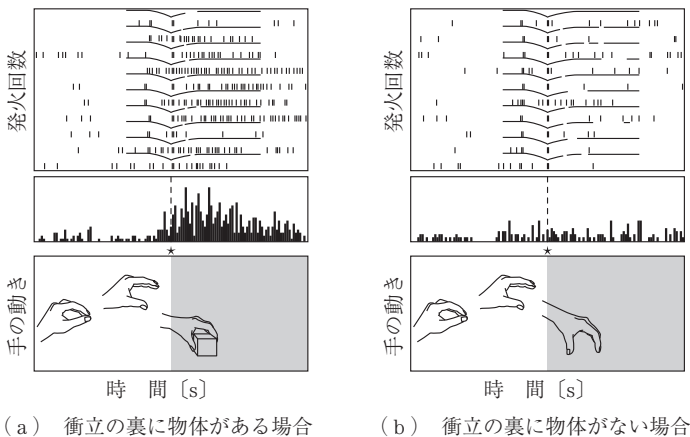 発火回数
発火回数
★
★
手の動き
手の動き
時 間〔s〕
時 間〔s〕
(a) 衝立の裏に物体がある場合
(b) 衝立の裏に物体がない場合